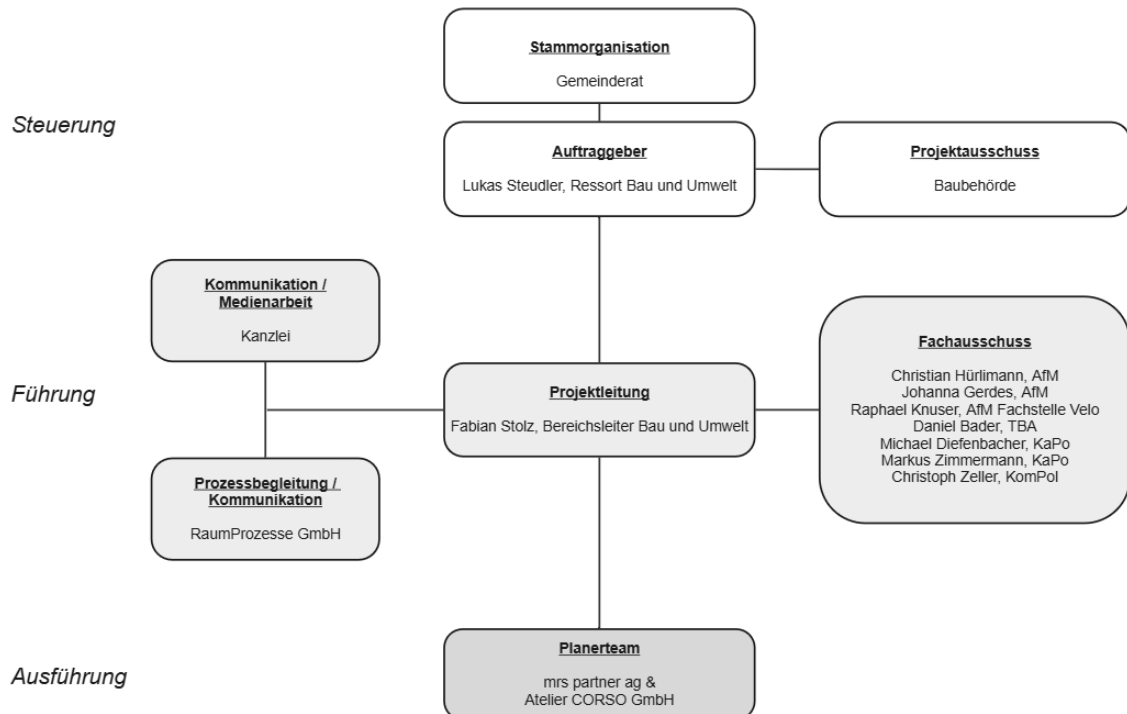 Stammorganisation
Gemeinderat
Steuerung
Auftraggeber
Lukas Steudler, Ressort Bau und Umwelt
Projektausschuss
Baubehörde
Kommunikation /
Medienarbeit
Kanzlei
Führung
Projektleitung
Fabian Stolz, Bereichsleiter Bau und Umwelt
Fachausschuss
Christian Hürlimann, AfM
Johanna Gerdes, AfM
Raphael Knuser, AfM Fachstelle Velo
Daniel Bader, TBA
Michael Diefenbacher, KaPo
Markus Zimmermann, KaPo
Christoph Zeller, KomPol
Prozessbegleitung /
Kommunikation
RaumProzesse GmbH
Ausführung
Planerteam
mrs partner ag &
Atelier CORSO GmbH